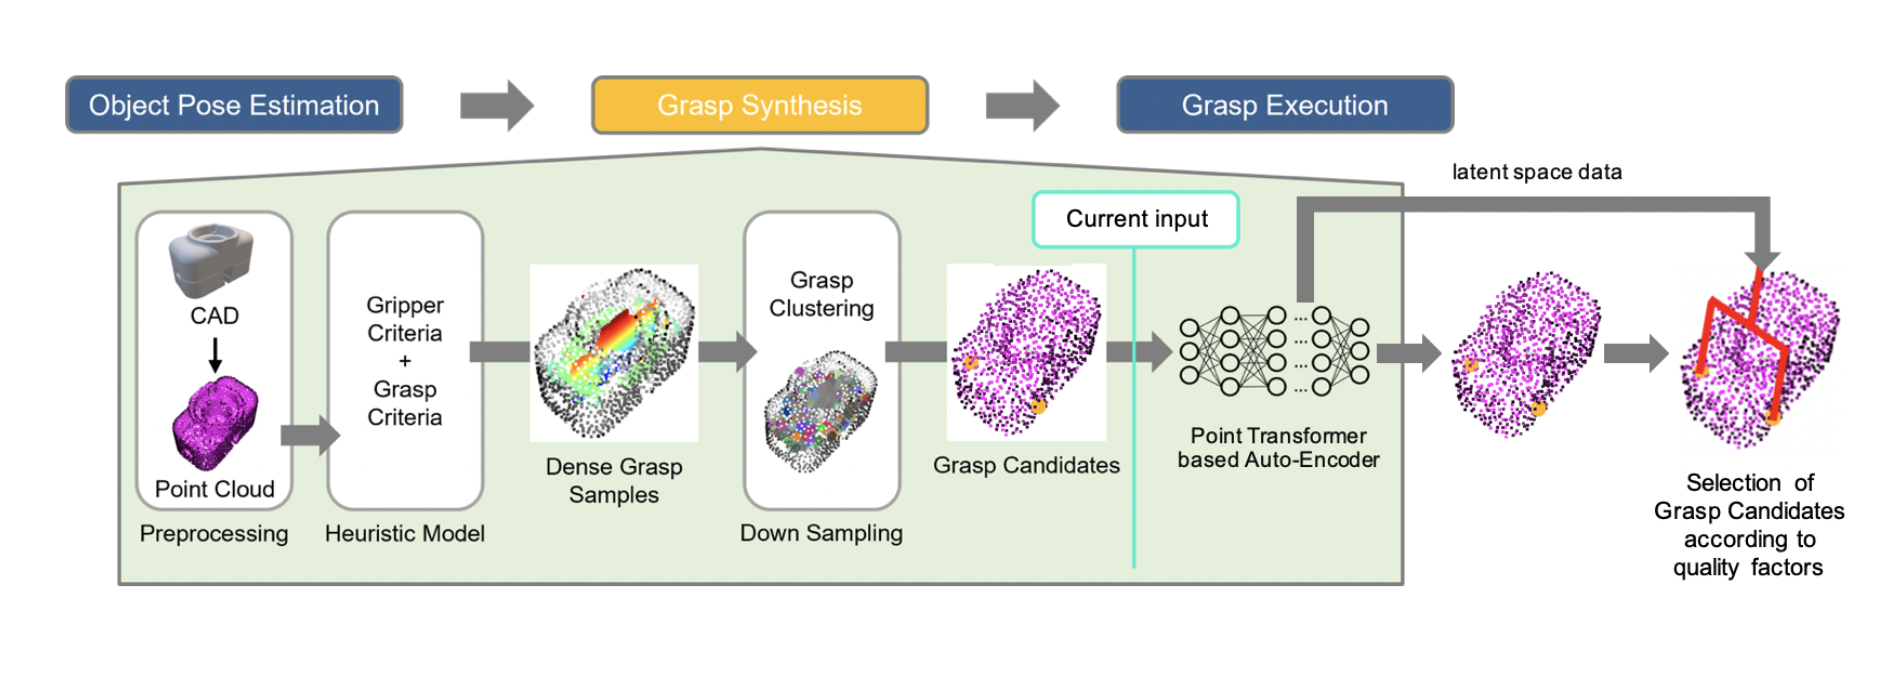 Object Pose Estimation
Grasp Synthesis
Grasp Execution
latent space data
Current input
CAD
Point Cloud
Preprocessing
Gripper
Criteria
+
Grasp
Criteria
Heuristic Model
Dense Grasp
Samples
Grasp
Clustering
Down Sampling
Grasp Candidates
Point Transformer
based Auto-Encoder
Selection of
Grasp Candidates
according to
quality factors